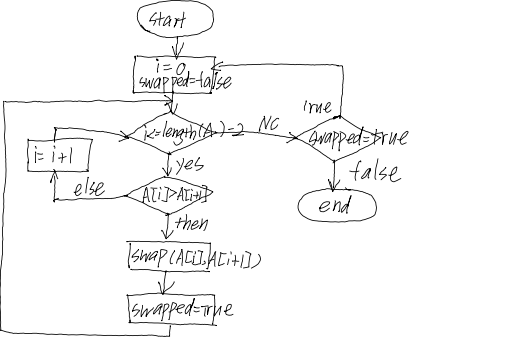 start
i=0
swapped=false
i<=length(A)-2
No
True
swapped=true
i=i+1
yes
false
else
A[i]>A[i+1]
end
then
swap(A[i],A[i+1])
swapped=True